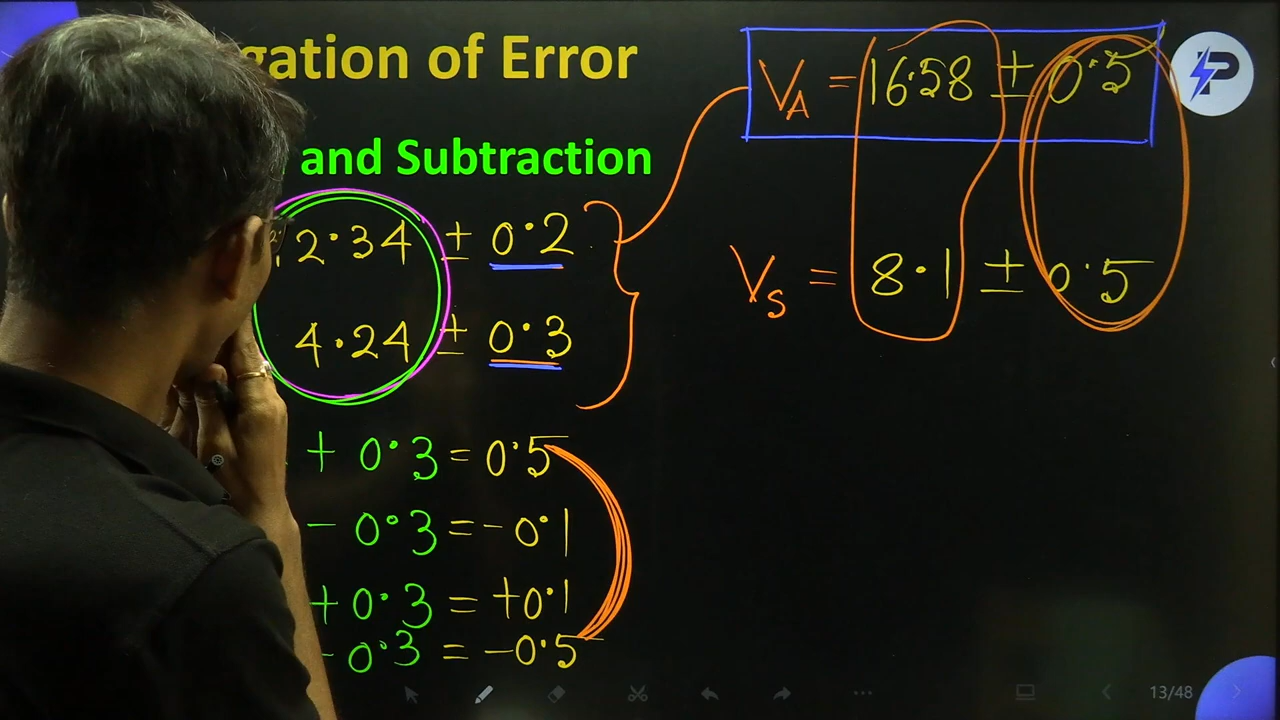 gation of Error
and Subtraction
2.34 ± 0.2
4.24 ± 0.3
+ 0.3 = 0.5
- 0.3 = - 0.1
+ 0.3 = +0.1
- 0.3 = -0.5
V_A = 16.58 ± 0.5
V_S = 8.1 ± 0.5
P
13/48